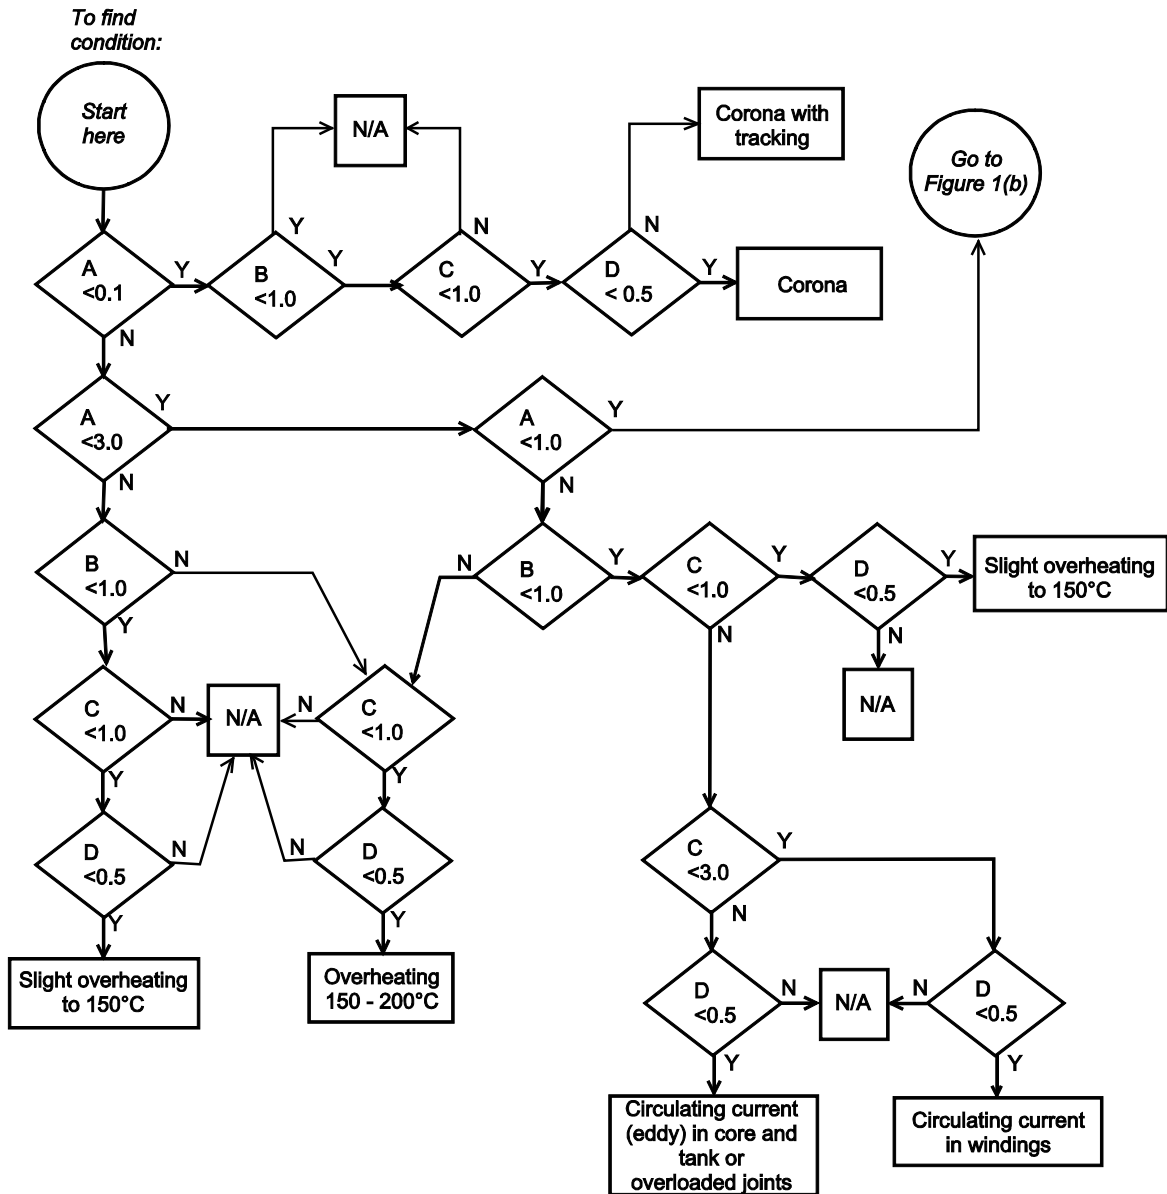 To find
condition:
Start
here
N/A
Corona with
tracking
Go to
Figure 1(b)
Y
N
N
A
<0.1
Y
B
<1.0
Y
C
<1.0
Y
D
< 0.5
Y
Corona
N
A
<3.0
Y
A
<1.0
Y
N
N
B
<1.0
N
N
B
<1.0
Y
C
<1.0
Y
D
<0.5
Y
Slight overheating
to 150°C
Y
N
N
C
<1.0
N
N/A
N
C
<1.0
N/A
Y
Y
D
<0.5
N
N
D
<0.5
C
<3.0
Y
Y
Y
N
Slight overheating
to 150°C
Overheating
150 - 200°C
D
<0.5
N
N/A
N
D
<0.5
Y
Y
Circulating current
(eddy) in core and
tank or
overloaded joints
Circulating current
in windings